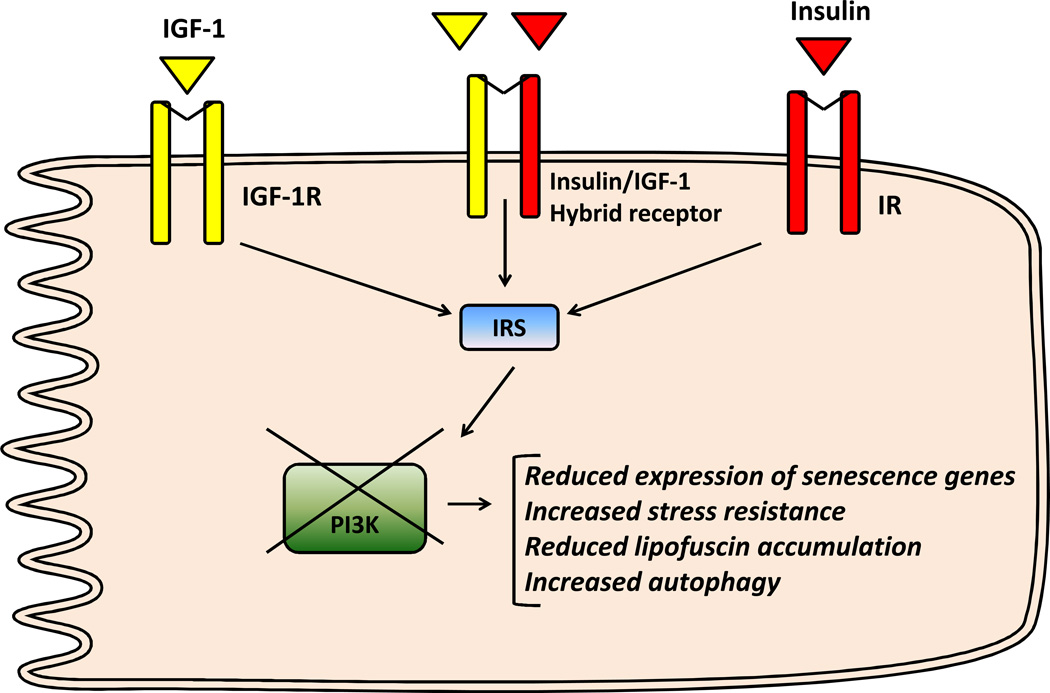 IGF-1
Insulin
IGF-1R
Insulin/IGF-1
Hybrid receptor
IR
IRS
PI3K
Reduced expression of senescence genes
Increased stress resistance
Reduced lipofuscin accumulation
Increased autophagy